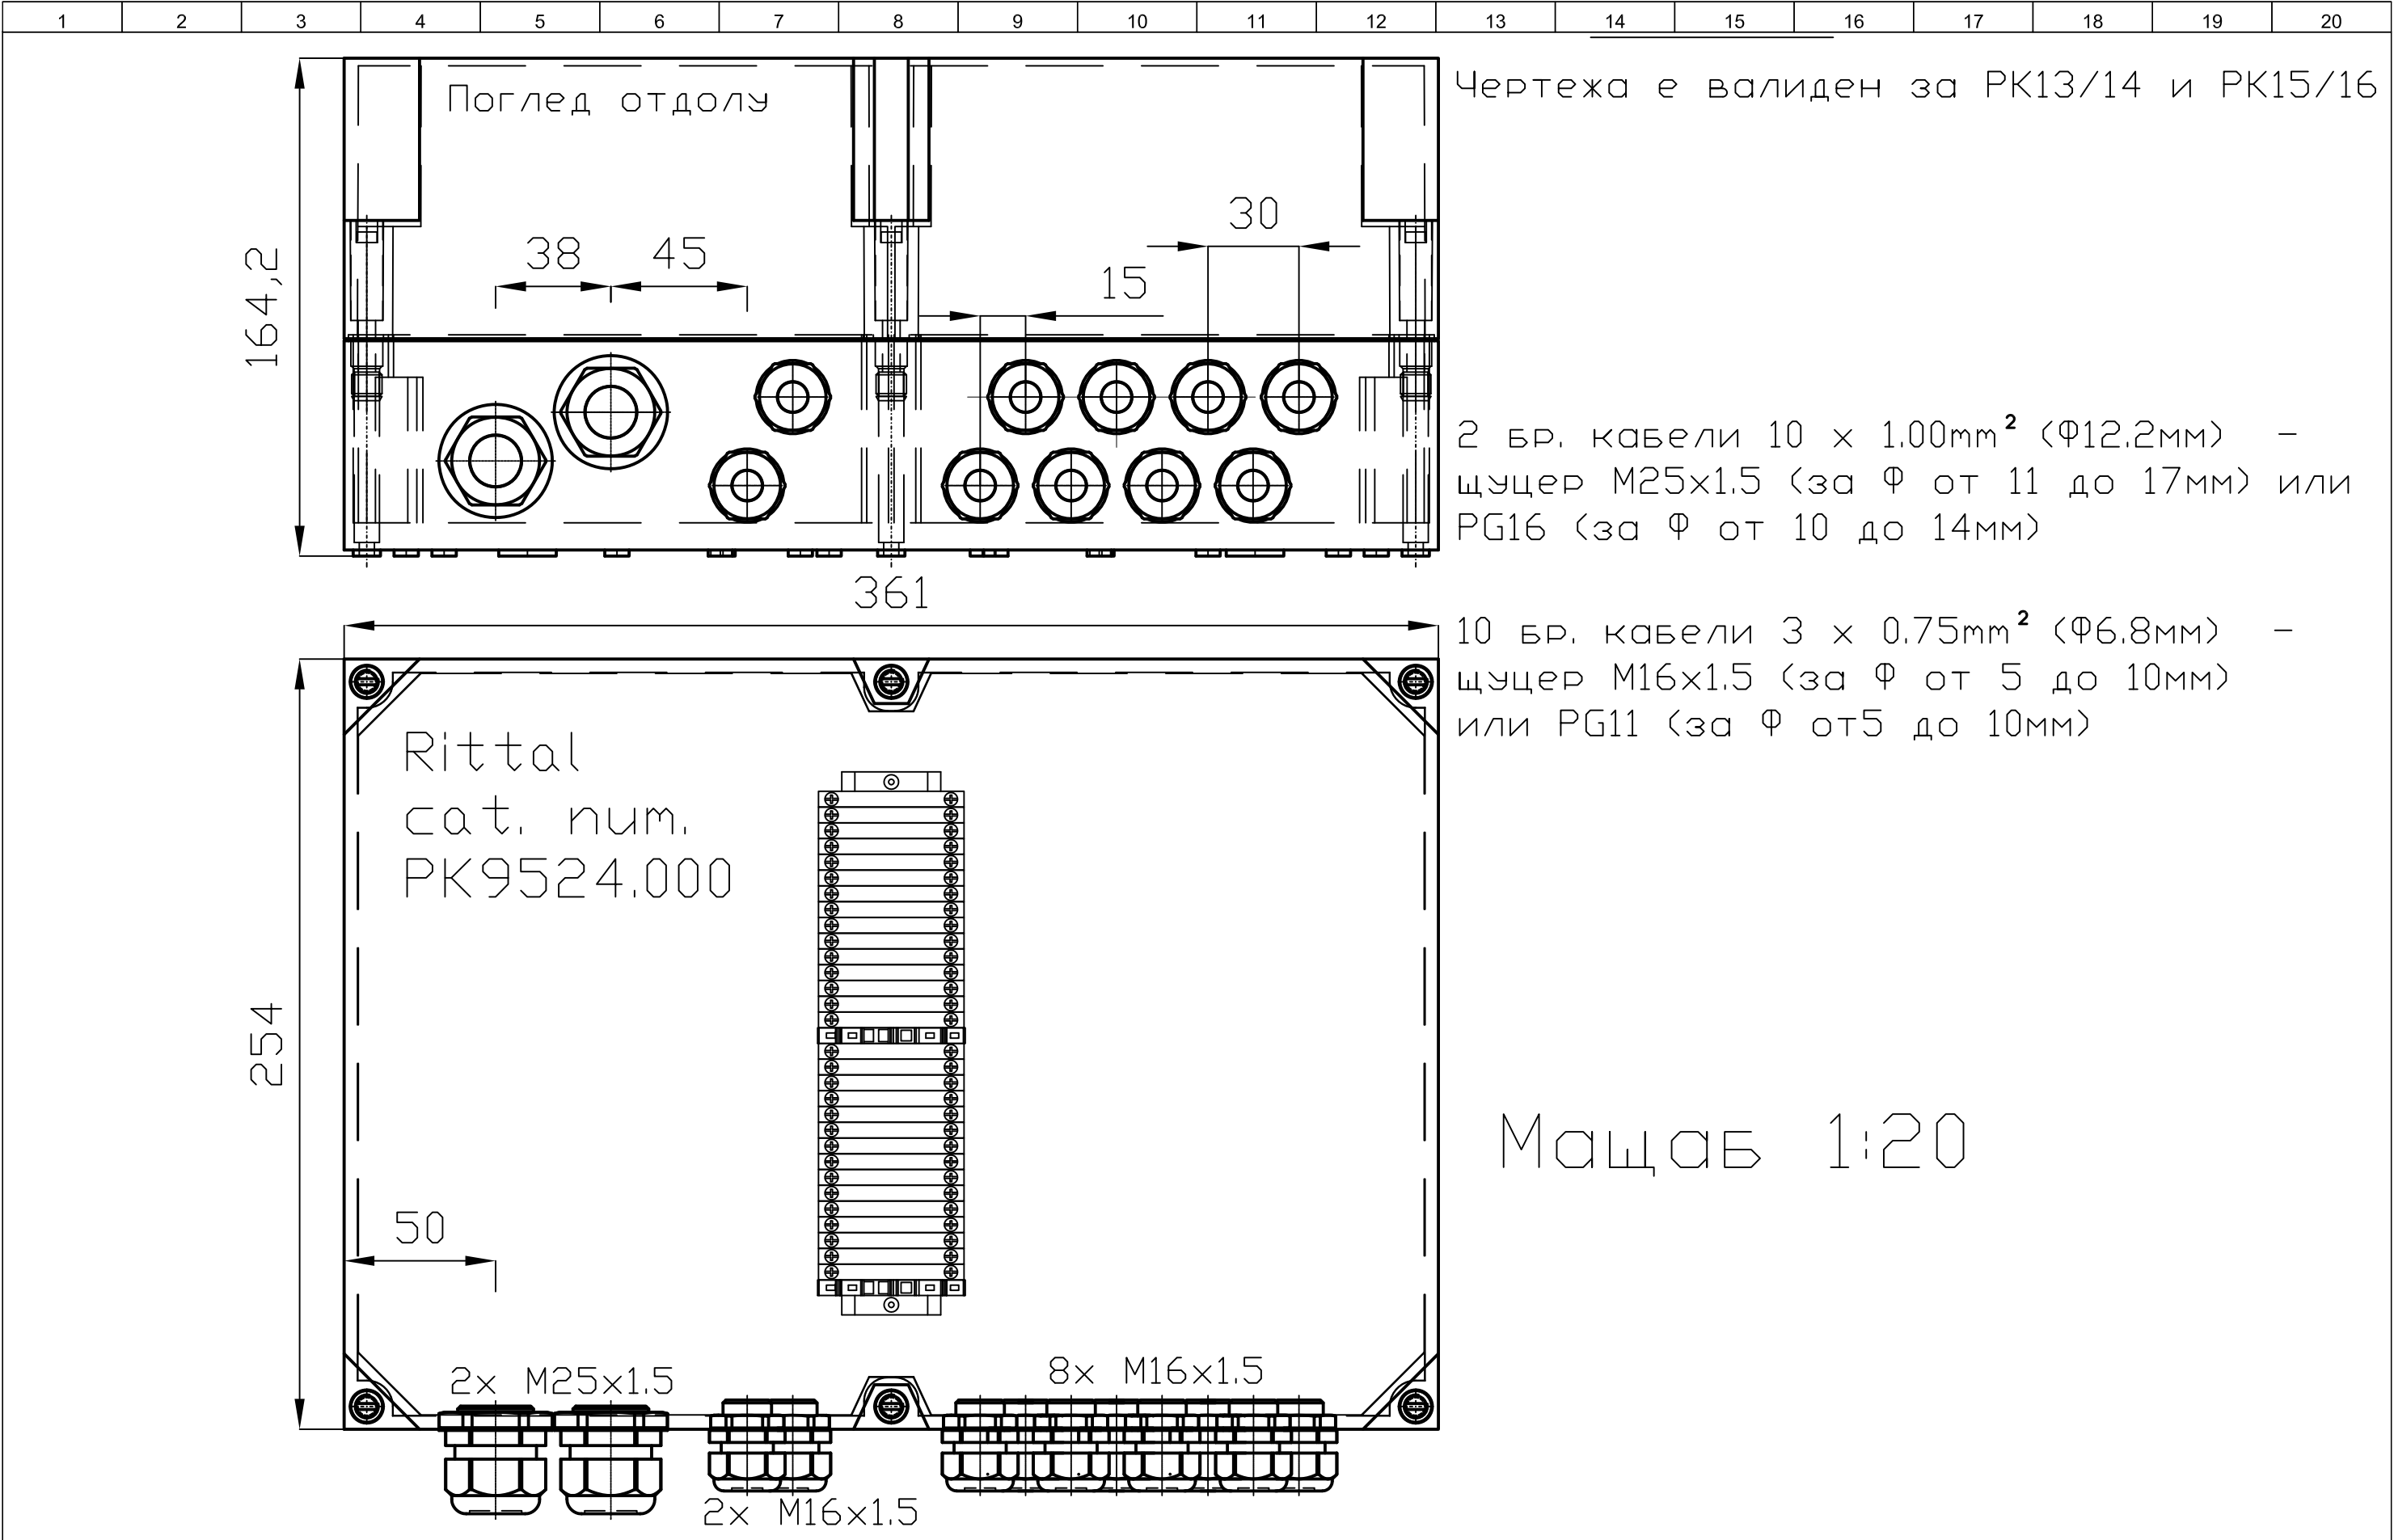 1 2 3 4 5 6 7 8 9 10 11 12 13 14 15 16 17 18 19 20
Поглед отдолу
Чертежа е валиден за РК13/14 и РК15/16
30
38 45
15
164,2
2 бр. кабели 10 x 1.00mm² (Ф12.2мм) -
щуцер М25х1.5 (за Ф от 11 до 17мм) или
PG16 (за Ф от 10 до 14мм)
361
10 бр. кабели 3 x 0.75mm² (Ф6.8мм) -
щуцер М16х1.5 (за Ф от 5 до 10мм)
или PG11 (за Ф от5 до 10мм)
Rittal
cat. num.
PK9524.000
254
Мащаб 1:20
50
2x M25x1.5
8x M16x1.5
2x M16x1.5